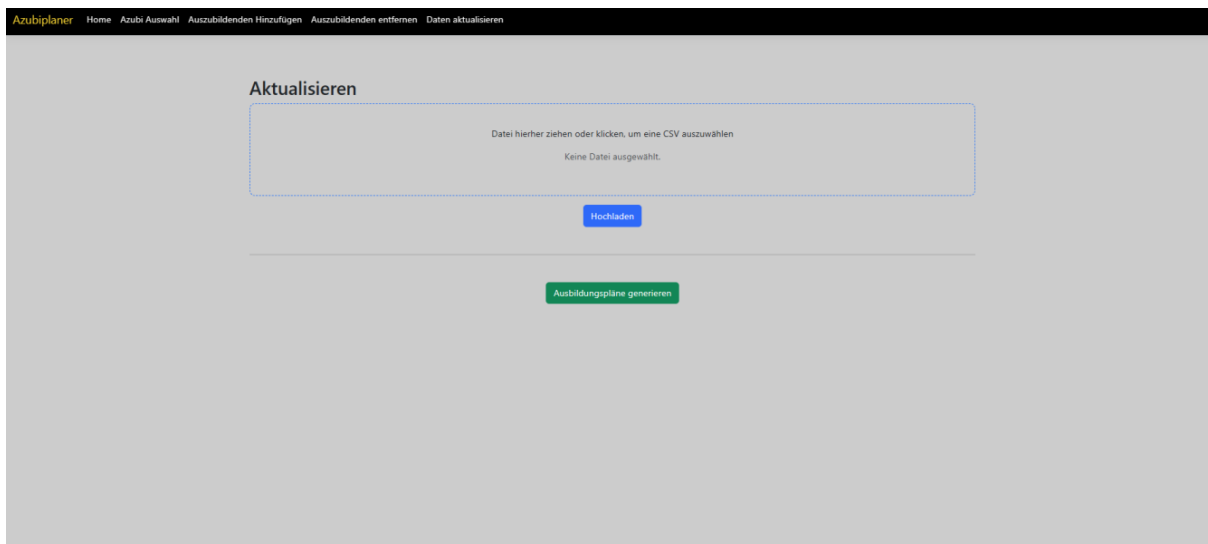 Azubiplaner Home Azubi Auswahl Auszubildenden Hinzufügen Auszubildenden entfernen Daten aktualisieren
Aktualisieren
Datei hierher ziehen oder klicken, um eine CSV auszuwählen
Keine Datei ausgewählt.
Hochladen
Ausbildungspläne generieren